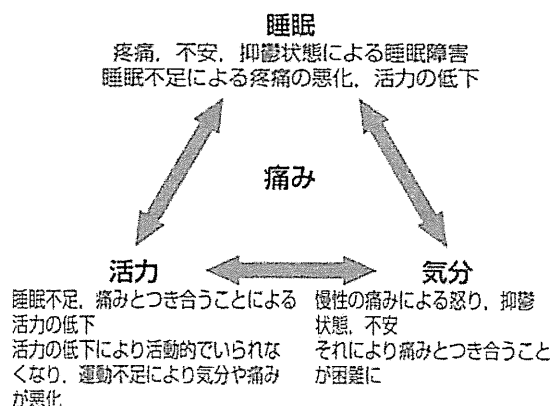 睡眠
疼痛，不安，抑鬱状態による睡眠障害
睡眠不足による疼痛の悪化，活力の低下
痛み
活力
睡眠不足，痛みとつき合うことによる
活力の低下
活力の低下により活動的でいられな
くなり，運動不足により気分や痛み
が悪化
気分
慢性の痛みによる怒り，抑鬱
状態，不安
それにより痛みとつき合うこと
が困難に